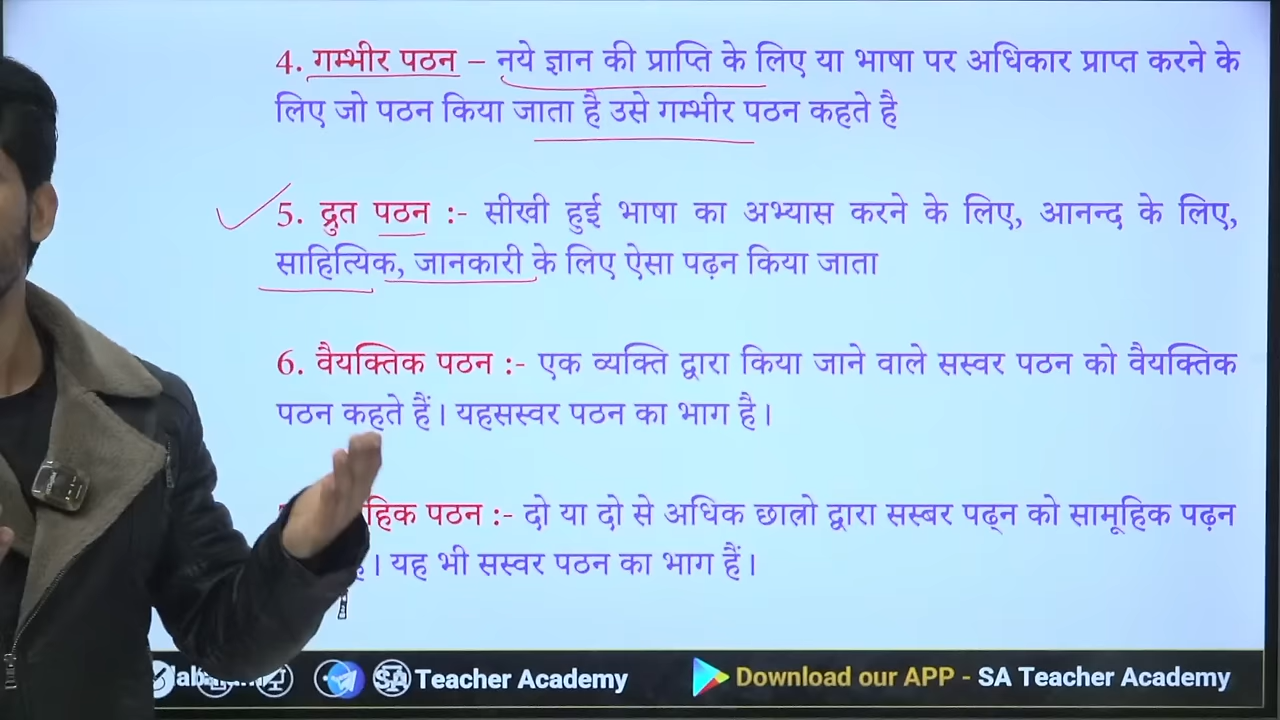 4. गम्भीर पठन – नये ज्ञान की प्राप्ति के लिए या भाषा पर अधिकार प्राप्त करने के
लिए जो पठन किया जाता है उसे गम्भीर पठन कहते है
5. द्रुत पठन :- सीखी हुई भाषा का अभ्यास करने के लिए, आनन्द के लिए,
साहित्यिक, जानकारी के लिए ऐसा पढ़न किया जाता
6. वैयक्तिक पठन :- एक व्यक्ति द्वारा किया जाने वाले सस्वर पठन को वैयक्तिक
पठन कहते हैं। यहसस्वर पठन का भाग है।
हिक पठन :- दो या दो से अधिक छात्रो द्वारा सस्बर पढ्न को सामूहिक पढ़न
। यह भी सस्वर पठन का भाग हैं।
SA Teacher Academy
Download our APP - SA Teacher Academy